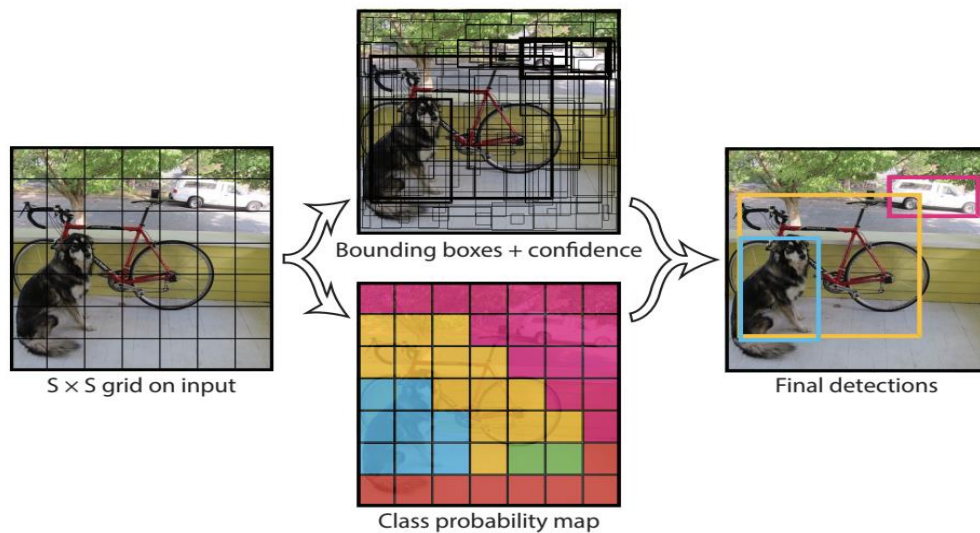 Bounding boxes + confidence
S × S grid on input
Final detections
Class probability map